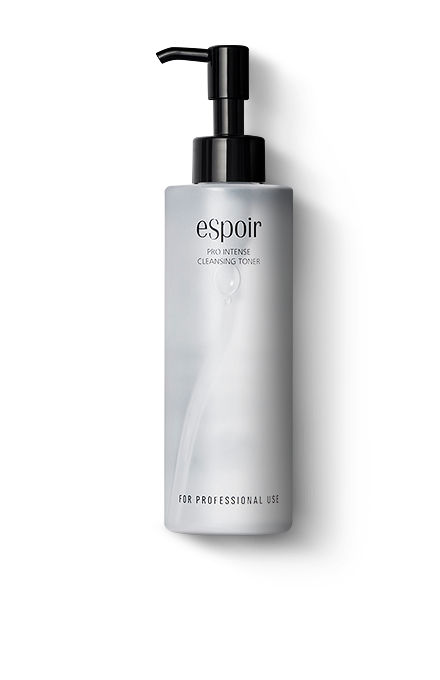 espoir
PRO INTENSE
CLEANSING TONER
FOR PROFESSIONAL USE